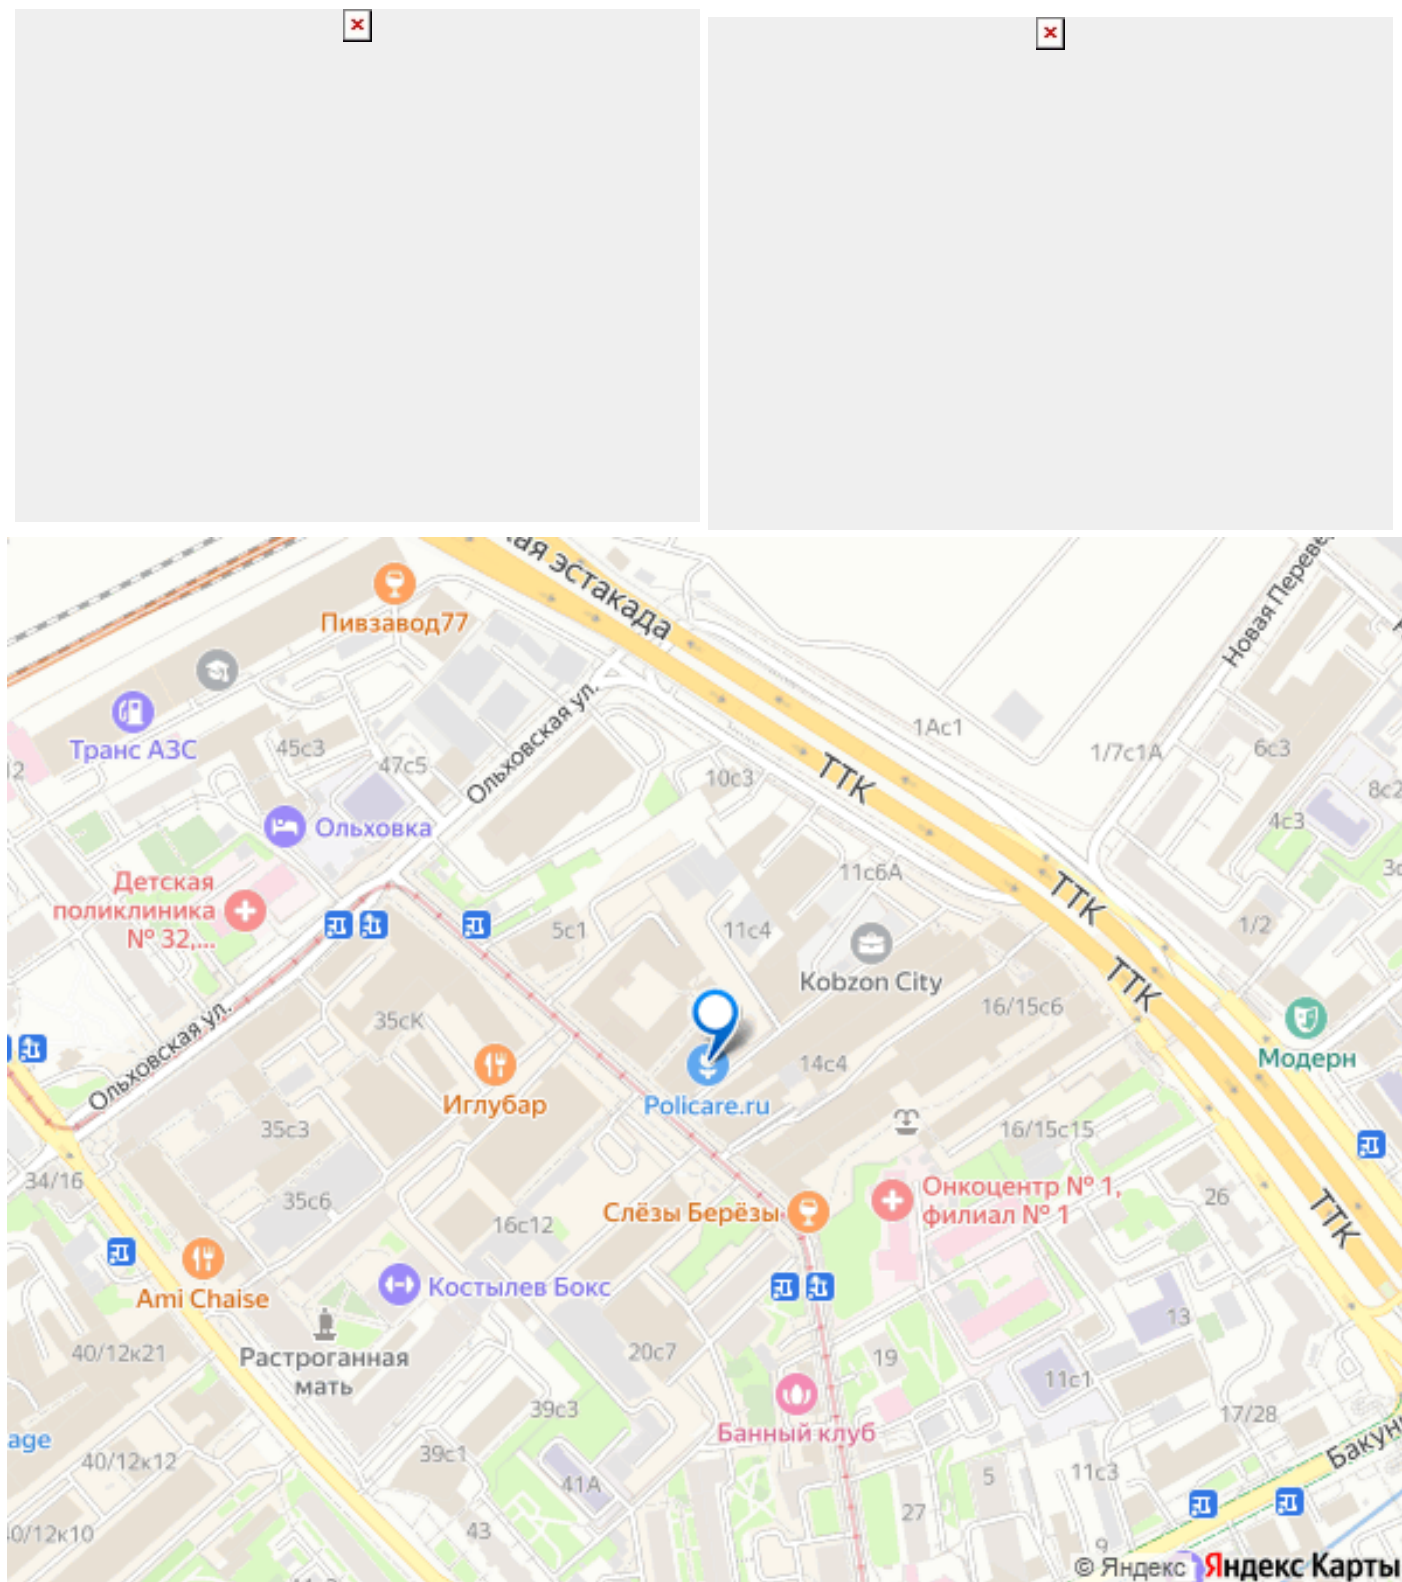 ая эстакада
Новая Переве
Пивзавод77
Ольховская ул.
Транс АЗС
45с3
47с5
12
1Ас1
1/7с1А
6с3
ТТК
10с3
8с2
4с3
Ольховка
11с6А
Детская
поликлиника
№ 32,...
ТТК
1/2
5с1
11с4
Kobzon City
ТТК
16/15с6
35сК
Ольховская ул.
14с4
Модерн
Иглубар
Policare.ru
35с3
16/15с15
34/16
35с6
16с12
Слёзы Берёзы
Онкоцентр № 1,
филиал № 1
26
ТТК
Ami Chaise
Костылев Бокс
13
40/12к21
Растроганная
мать
20с7
19
11с1
39с3
17/28
Банный клуб
age
40/12к12
39с1
41А
5
11с3
Бакун
27
0/12к10
43
9
© Яндекс
Яндекс Карты